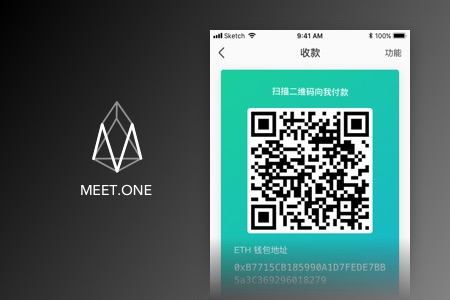 Sketch 9:41 AM 100%
收款 功能
扫描二维码向我付款
MEET.ONE
ETH 钱包地址
0xB7715CB185990A1D7FEDE7BB
5a3C369296018279